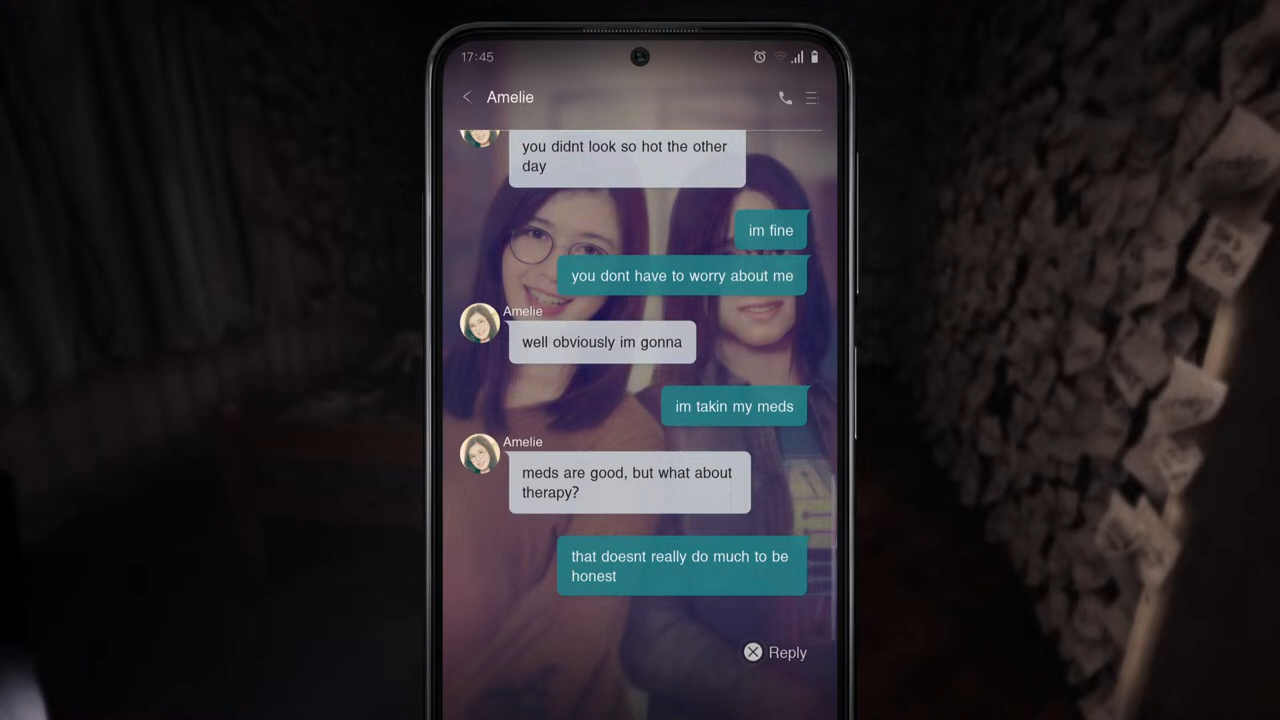 17:45
Amelie
you didnt look so hot the other
day
im fine
you dont have to worry about me
Amelie
well obviously im gonna
im takin my meds
Amelie
meds are good, but what about
therapy?
that doesnt really do much to be
honest
Reply